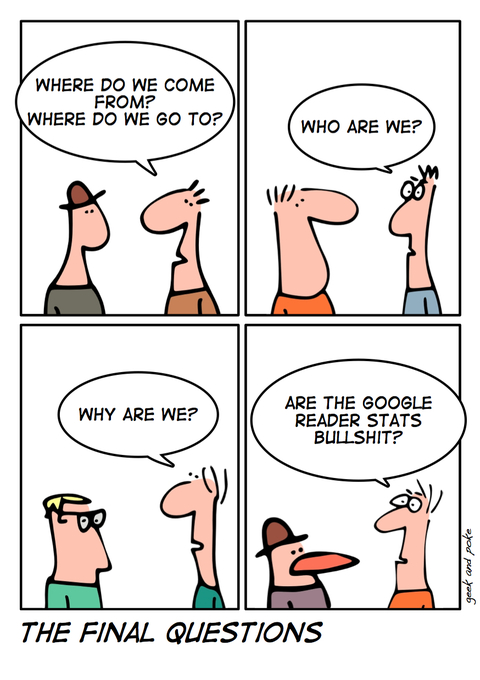 WHERE DO WE COME
FROM?
WHERE DO WE GO TO?
WHO ARE WE?
WHY ARE WE?
ARE THE GOOGLE
READER STATS
BULLSHIT?
geek and poke
THE FINAL QUESTIONS